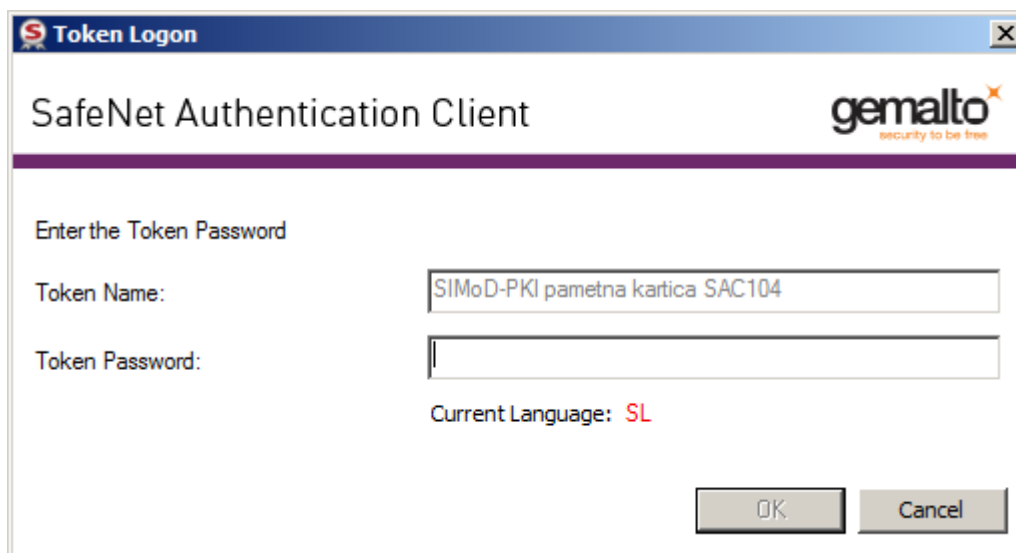 Token Logon
SafeNet Authentication Client
gemalto
security to be free
Enter the Token Password
Token Name:
SIMoD-PKI pametna kartica SAC104
Token Password:
Current Language: SL
OK
Cancel